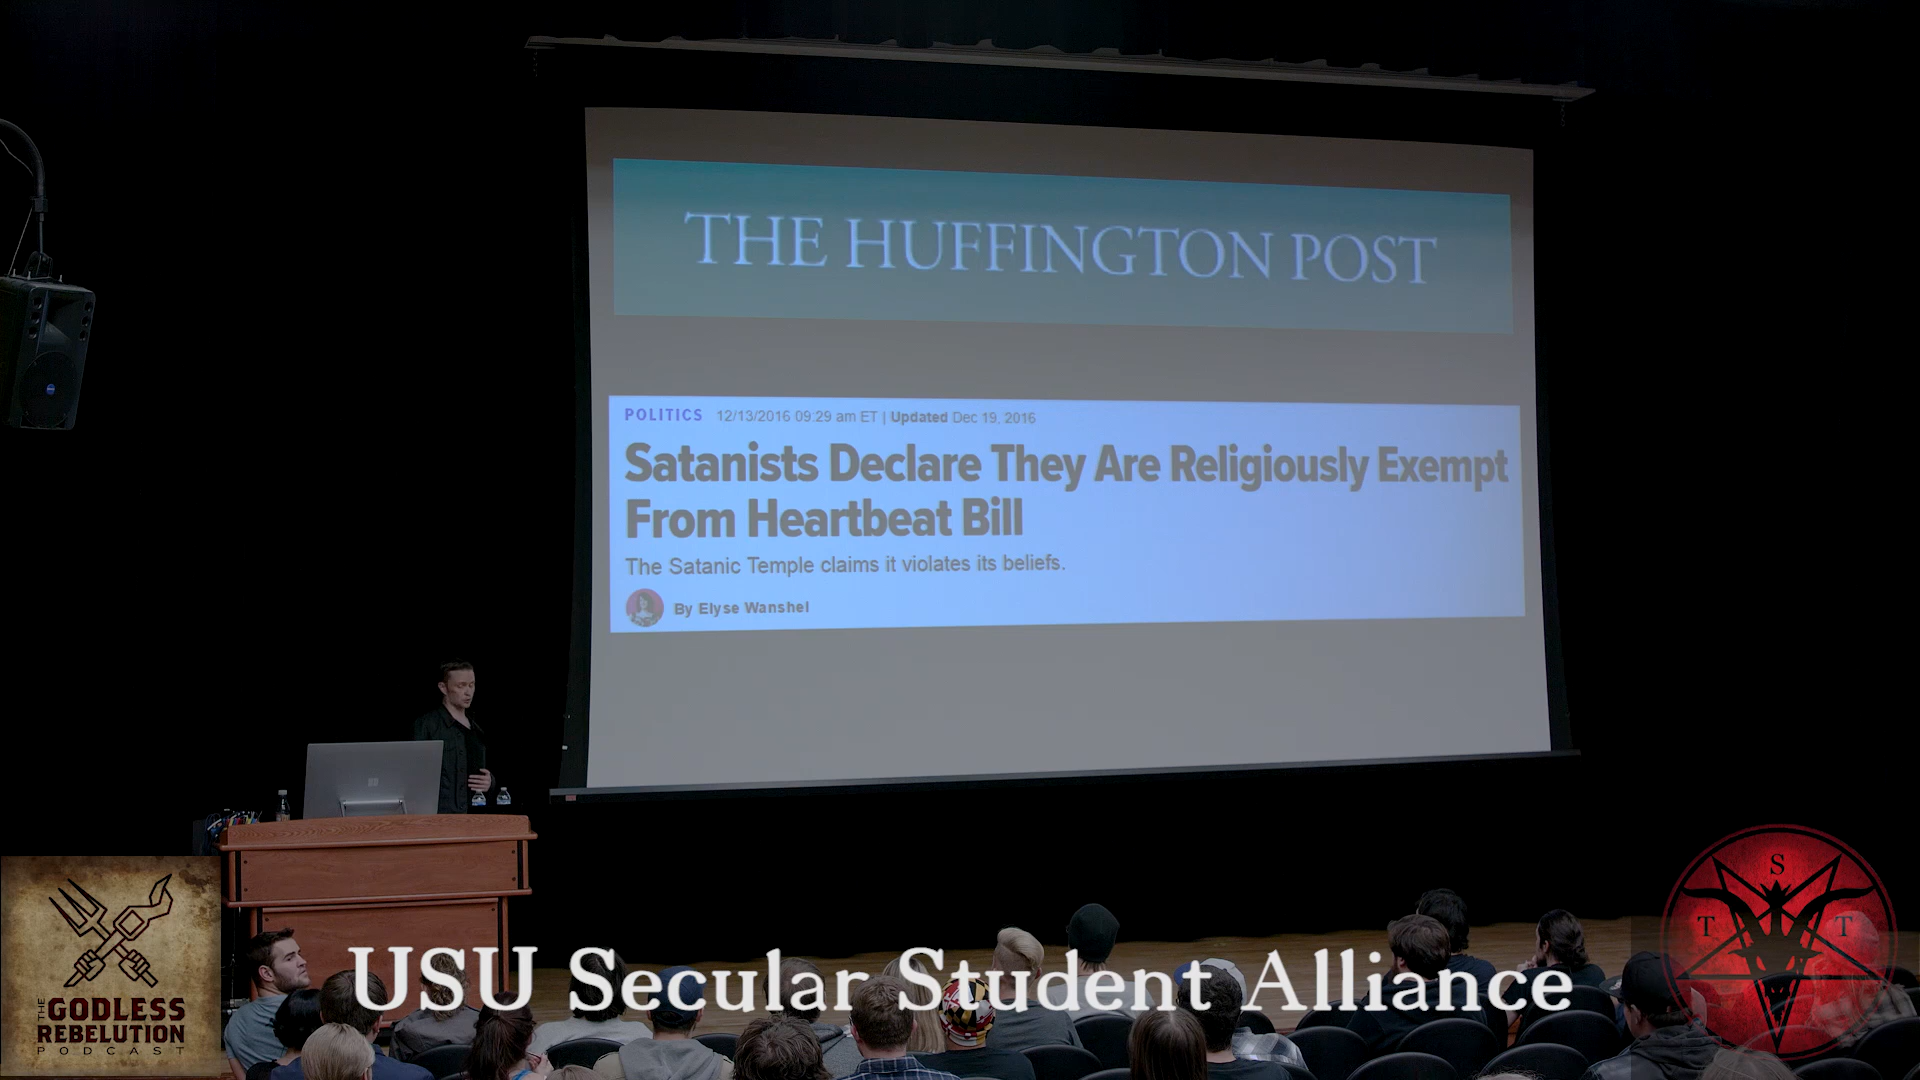 THE HUFFINGTON POST
POLITICS 12/13/2016 09:29 am ET | Updated Dec 19, 2016
Satanists Declare They Are Religiously Exempt
From Heartbeat Bill
The Satanic Temple claims it violates its beliefs.
By Elyse Wanshel
S
T T
USU Secular Student Alliance
THE
GODLESS
REBELUTION
PODCAST